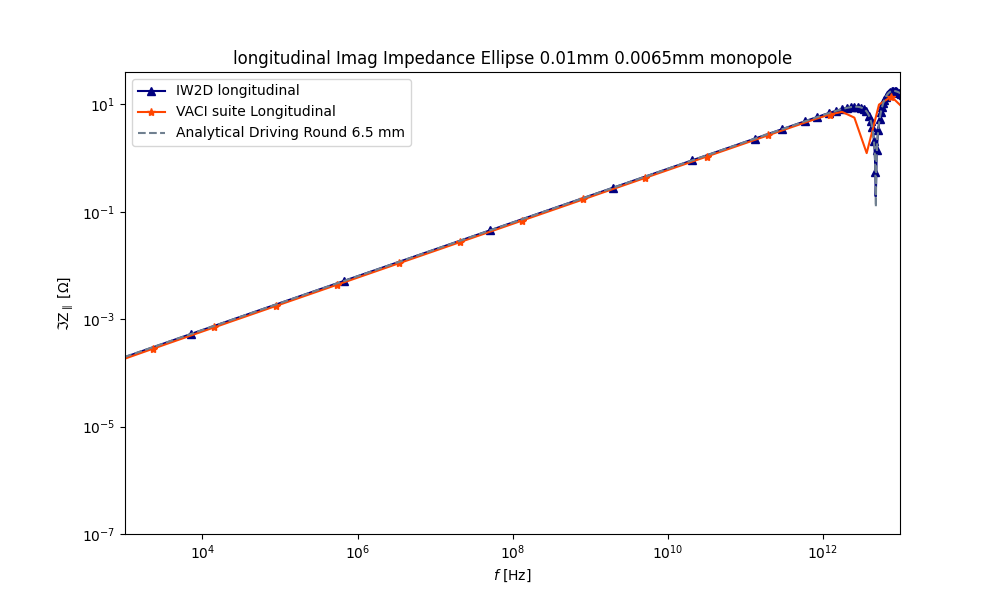 longitudinal Imag Impedance Ellipse 0.01mm 0.0065mm monopole
IW2D longitudinal
VACI suite Longitudinal
Analytical Driving Round 6.5 mm
10¹
10⁻¹
10⁻³
10⁻⁵
10⁻⁷
ℑZ∥ [Ω]
10⁴
10⁶
10⁸
10¹⁰
10¹²
f [Hz]